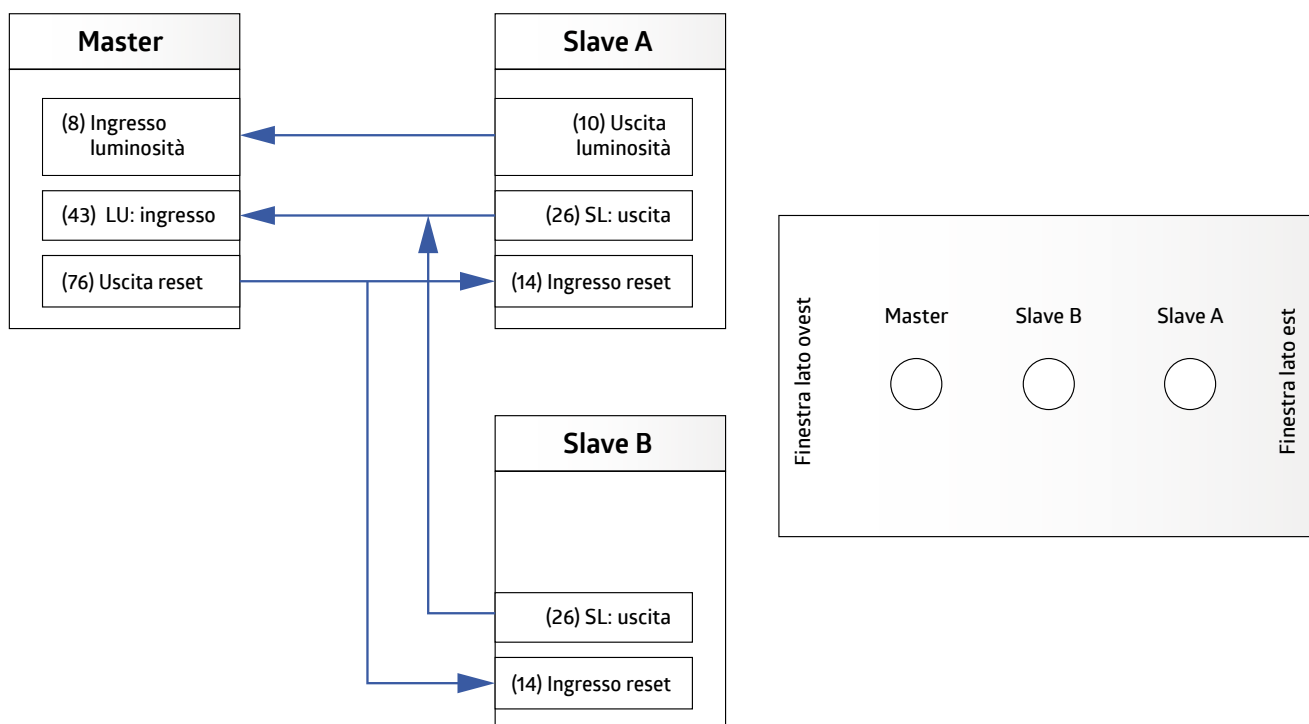 Master
(8) Ingresso
luminosità
(43) LU: ingresso
(76) Uscita reset
Slave A
(10) Uscita
luminosità
(26) SL: uscita
(14) Ingresso reset
Slave B
(26) SL: uscita
(14) Ingresso reset
Finestra lato ovest
Master
Slave B
Slave A
Finestra lato est